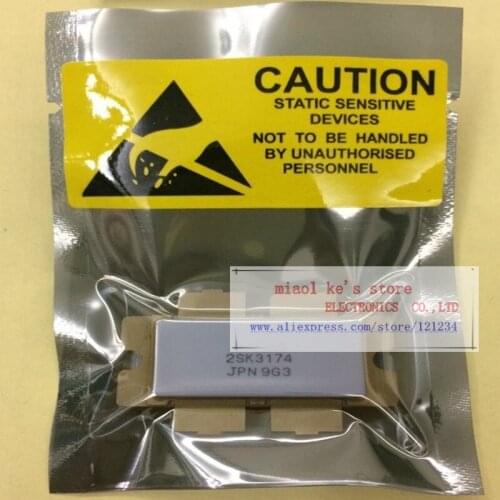 CAUTION
STATIC SENSITIVE
DEVICES
NOT TO BE HANDLED
BY UNAUTHORISED
PERSONNEL
miaol ke's store
ELECTRONICS CO.,LTD
www.aliexpress.com/store/121234
2SK3174
JPN 9G3